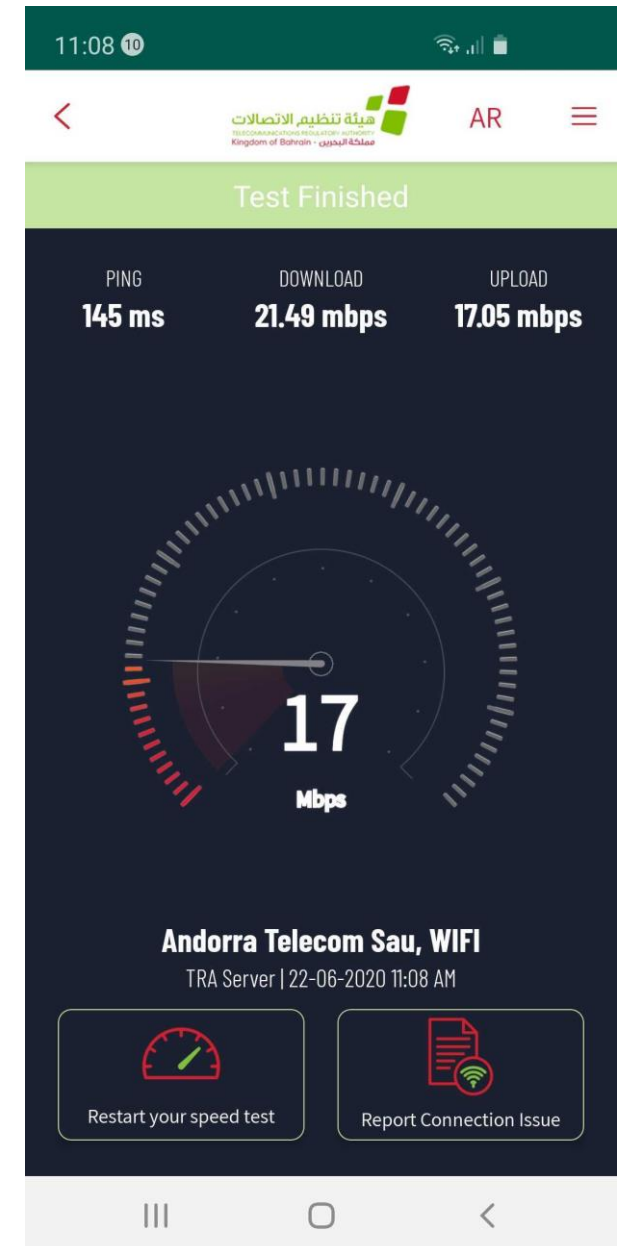 11:08 10
هيئة تنظيم الاتصالات
TELECOMMUNICATIONS REGULATORY AUTHORITY
Kingdom of Bahrain - مملكة البحرين
AR
Test Finished
PING DOWNLOAD UPLOAD
145 ms 21.49 mbps 17.05 mbps
17
Mbps
Andorra Telecom Sau, WIFI
TRA Server | 22-06-2020 11:08 AM
Restart your speed test Report Connection Issue